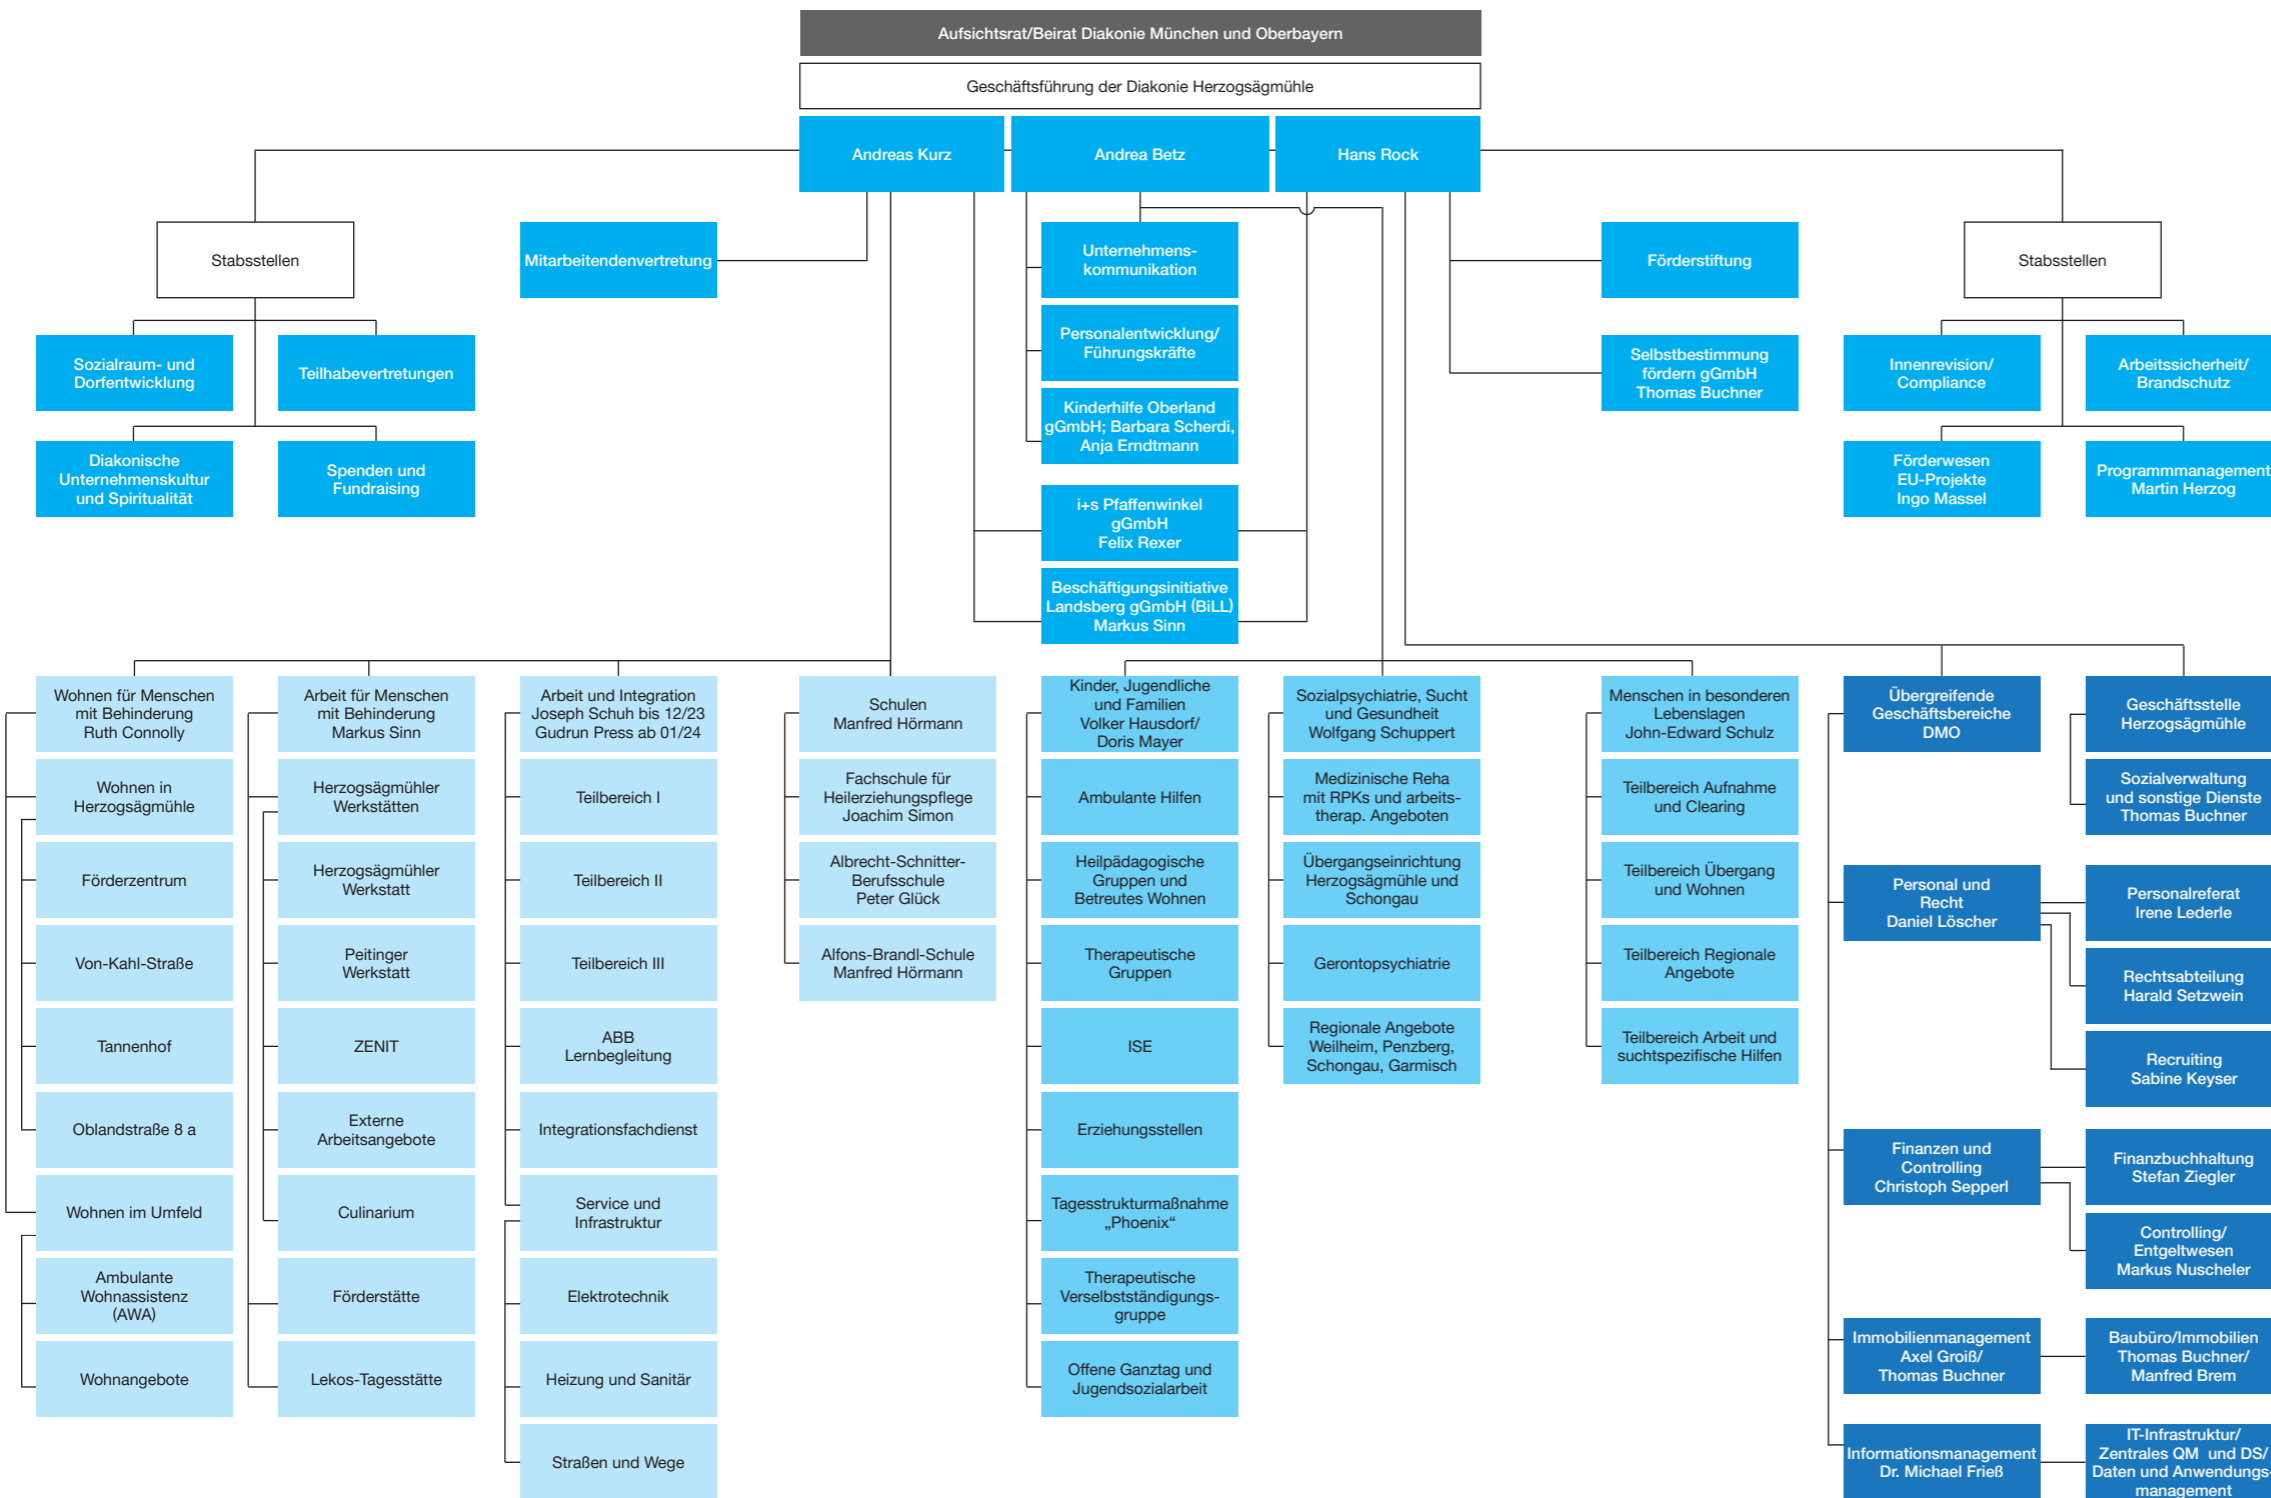 Aufsichtsrat/Beirat Diakonie München und Oberbayern
Geschäftsführung der Diakonie Herzogsägmühle
Andreas Kurz
Andrea Betz
Hans Rock
Stabsstellen
Sozialraum- und
Dorfentwicklung
Teilhabevertretungen
Diakonische
Unternehmenskultur
und Spiritualität
Spenden und
Fundraising
Mitarbeitendenvertretung
Unternehmens-
kommunikation
Personalentwicklung/
Führungskräfte
Kinderhilfe Oberland
gGmbH; Barbara Scherdi,
Anja Erndtmann
i+s Pfaffenwinkel
gGmbH
Felix Rexer
Beschäftigungsinitiative
Landsberg gGmbH (BiLL)
Markus Sinn
Förderstiftung
Selbstbestimmung
fördern gGmbH
Thomas Buchner
Stabsstellen
Innenrevision/
Compliance
Arbeitssicherheit/
Brandschutz
Förderwesen
EU-Projekte
Ingo Massel
Programmmanagement
Martin Herzog
Wohnen für Menschen
mit Behinderung
Ruth Connolly
Wohnen in
Herzogsägmühle
Förderzentrum
Von-Kahl-Straße
Tannenhof
Oblandstraße 8 a
Wohnen im Umfeld
Ambulante
Wohnassistenz
(AWA)
Wohnangebote
Arbeit für Menschen
mit Behinderung
Markus Sinn
Herzogsägmühler
Werkstätten
Herzogsägmühler
Werkstatt
Peitinger
Werkstatt
ZENIT
Externe
Arbeitsangebote
Culinarium
Förderstätte
Lekos-Tagesstätte
Arbeit und Integration
Joseph Schuh bis 12/23
Gudrun Press ab 01/24
Teilbereich I
Teilbereich II
Teilbereich III
ABB
Lernbegleitung
Integrationsfachdienst
Service und
Infrastruktur
Elektrotechnik
Heizung und Sanitär
Straßen und Wege
Schulen
Manfred Hörmann
Fachschule für
Heilerziehungspflege
Joachim Simon
Albrecht-Schnitter-
Berufsschule
Peter Glück
Alfons-Brandl-Schule
Manfred Hörmann
Kinder, Jugendliche
und Familien
Volker Hausdorf/
Doris Mayer
Ambulante Hilfen
Heilpädagogische
Gruppen und
Betreutes Wohnen
Therapeutische
Gruppen
ISE
Erziehungsstellen
Tagesstrukturmaßnahme
„Phoenix“
Therapeutische
Verselbstständigungs-
gruppe
Offene Ganztag und
Jugendsozialarbeit
Sozialpsychiatrie, Sucht
und Gesundheit
Wolfgang Schuppert
Medizinische Reha
mit RPKs und arbeits-
therap. Angeboten
Übergangseinrichtung
Herzogsägmühle und
Schongau
Gerontopsychiatrie
Regionale Angebote
Weilheim, Penzberg,
Schongau, Garmisch
Menschen in besonderen
Lebenslagen
John-Edward Schulz
Teilbereich Aufnahme
und Clearing
Teilbereich Übergang
und Wohnen
Teilbereich Regionale
Angebote
Teilbereich Arbeit und
suchtspezifische Hilfen
Übergreifende
Geschäftsbereiche
DMO
Geschäftsstelle
Herzogsägmühle
Sozialverwaltung
und sonstige Dienste
Thomas Buchner
Personal und
Recht
Daniel Löscher
Personalreferat
Irene Lederle
Rechtsabteilung
Harald Setzwein
Recruiting
Sabine Keyser
Finanzen und
Controlling
Christoph Sepperl
Finanzbuchhaltung
Stefan Ziegler
Controlling/
Entgeltwesen
Markus Nuscheler
Immobilienmanagement
Axel Groiß/
Thomas Buchner
Baubüro/Immobilien
Thomas Buchner/
Manfred Brem
Informationsmanagement
Dr. Michael Frieß
IT-Infrastruktur/
Zentrales QM und DS/
Daten und Anwendungs-
management